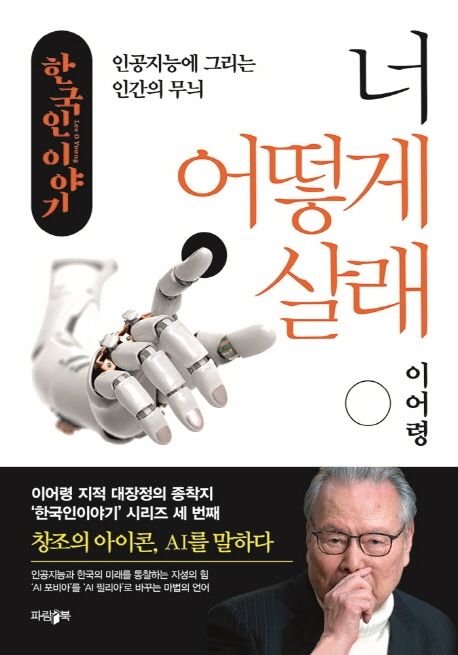 한국인 이야기
Lee O Young
인공지능에 그리는
인간의 무늬
너
어떻게
살래
이어령
이어령 지적 대장정의 종착지
‘한국인이야기’ 시리즈 세 번째
창조의 아이콘, AI를 말하다
인공지능과 한국의 미래를 통찰하는 지성의 힘
‘AI 포비아’를 ‘AI 필리아’로 바꾸는 마법의 언어
파람북